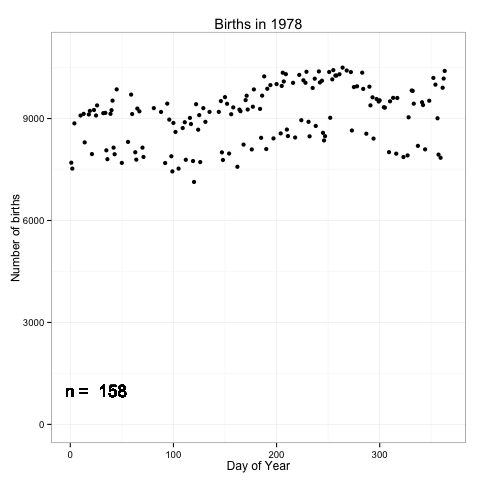 Births in 1978
Number of births
9000
6000
3000
0
n = 158
0 100 200 300
Day of Year